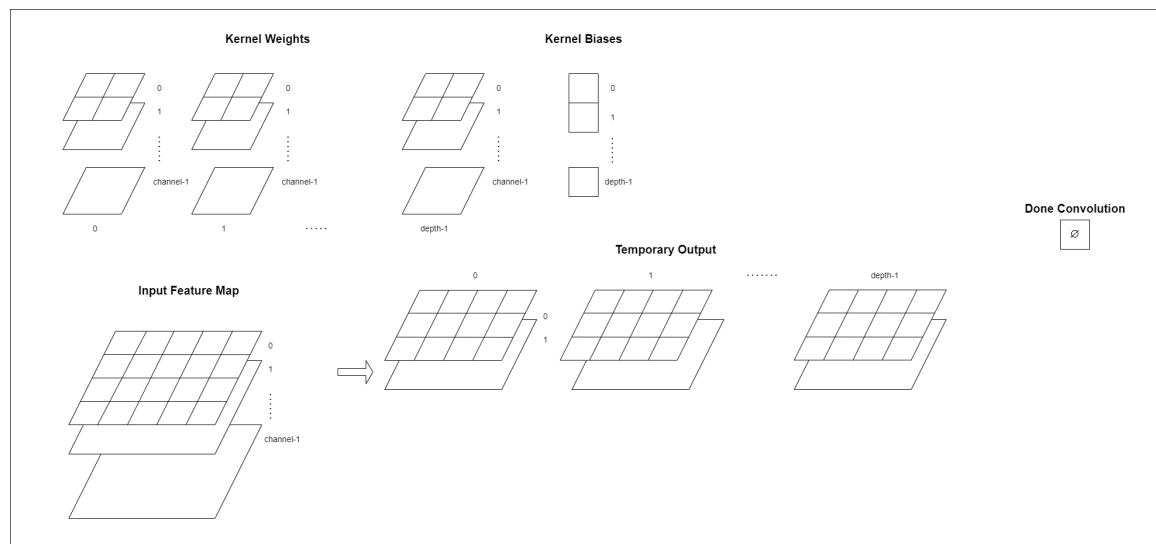 Kernel Weights
Kernel Biases
0
1
channel-1
0
0
1
channel-1
1
.....
0
1
channel-1
depth-1
0
1
depth-1
Done Convolution
∅
Input Feature Map
0
1
channel-1
Temporary Output
0
1
.......
depth-1
0
1